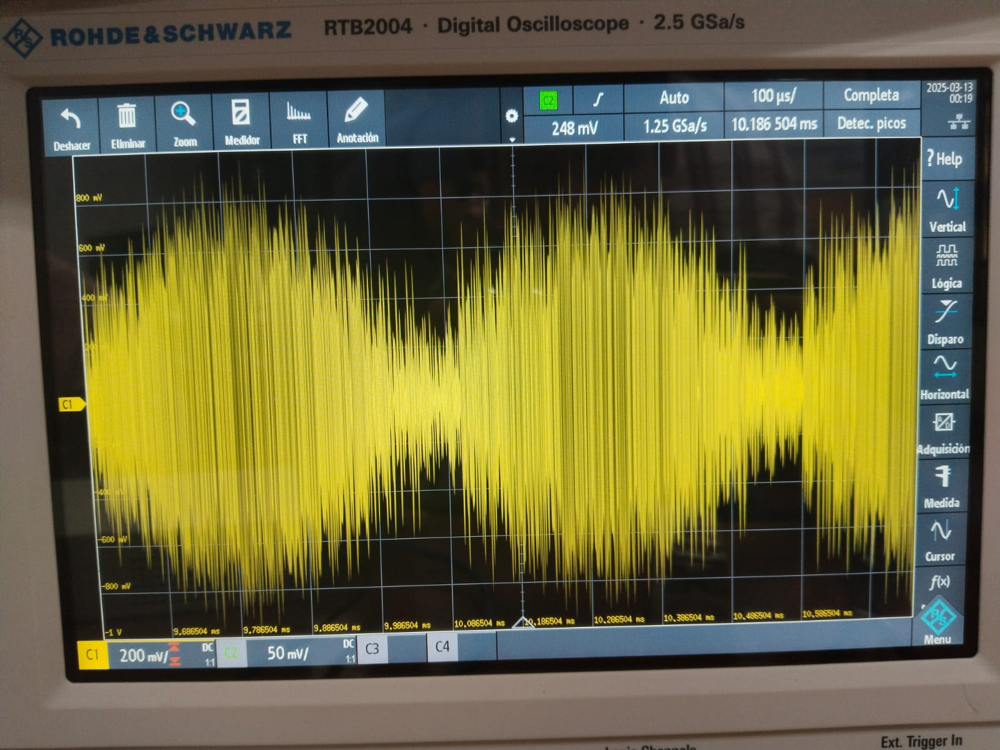 ROHDE&SCHWARZ RTB2004 · Digital Oscilloscope · 2.5 GSa/s
Deshacer Eliminar Zoom Medidor FFT Anotación
Auto 100 µs/ Completa
248 mV 1.25 GSa/s 10.186 504 ms Detec. picos
2025-03-13
00:19
? Help
Vertical
Lógica
Disparo
Horizontal
Adquisición
Medida
Cursor
f(x)
Menu
800 mV
600 mV
400 mV
C1
-400 mV
-600 mV
-800 mV
-1 V 9.686504 ms 9.786504 ms 9.886504 ms 9.986504 ms 10.086504 ms 10.186504 ms 10.286504 ms 10.386504 ms 10.486504 ms 10.586504 ms
C1 200 mV/ DC 1:1 C2 50 mV/ DC 1:1 C3 C4
Ext. Trigger In